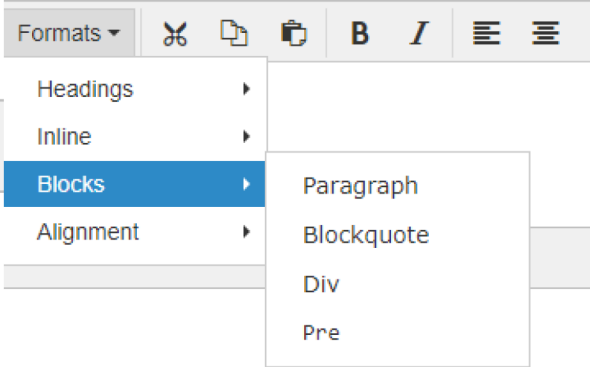 Formats
B I
Headings
Inline
Blocks
Alignment
Paragraph
Blockquote
Div
Pre